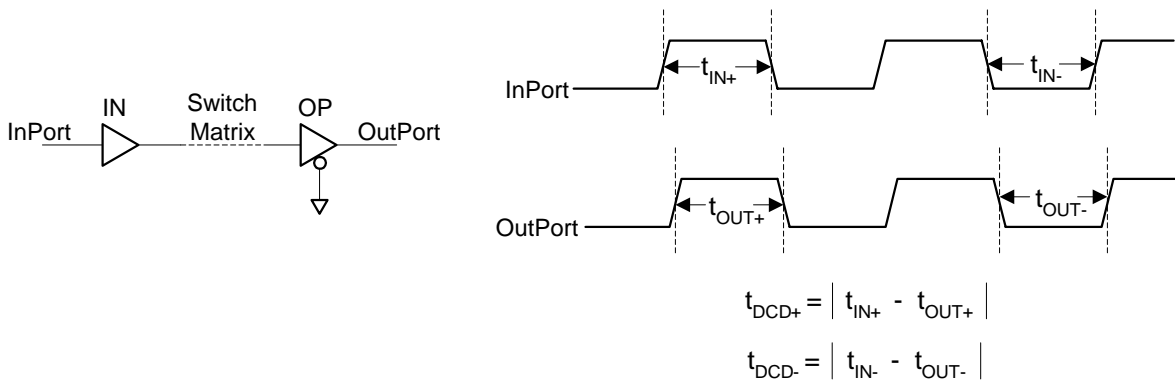 IN
Switch
Matrix
OP
InPort
OutPort
InPort
tIN+
tIN-
OutPort
tOUT+
tOUT-
tDCD+ = | tIN+ - tOUT+ |
tDCD- = | tIN- - tOUT- |